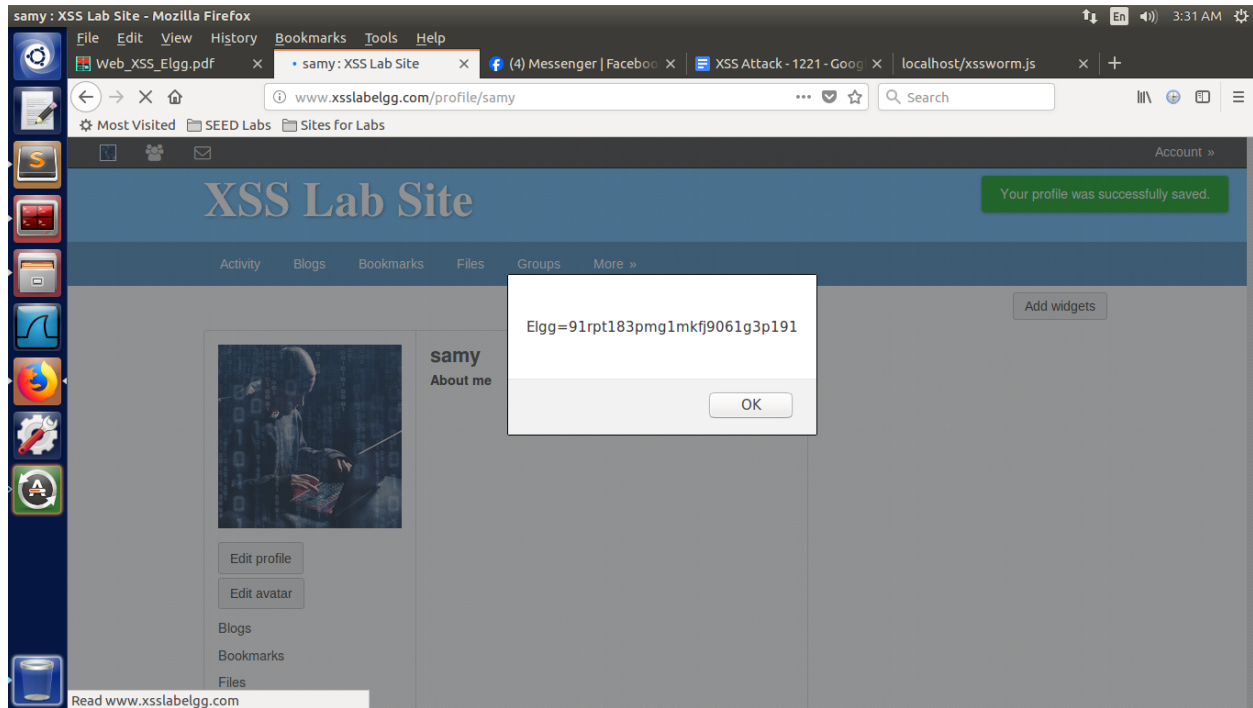 samy : XSS Lab Site - Mozilla Firefox
En 3:31 AM
File Edit View History Bookmarks Tools Help
Web_XSS_Elgg.pdf
• samy : XSS Lab Site
(4) Messenger | Faceboo
XSS Attack - 1221 - Goog
localhost/xssworm.js
www.xsslabelgg.com/profile/samy
Search
Most Visited SEED Labs Sites for Labs
Account »
XSS Lab Site
Your profile was successfully saved.
Activity Blogs Bookmarks Files Groups More »
Add widgets
Elgg=91rpt183pmg1mkfj9061g3p191
OK
samy
About me
Edit profile
Edit avatar
Blogs
Bookmarks
Files
Read www.xsslabelgg.com